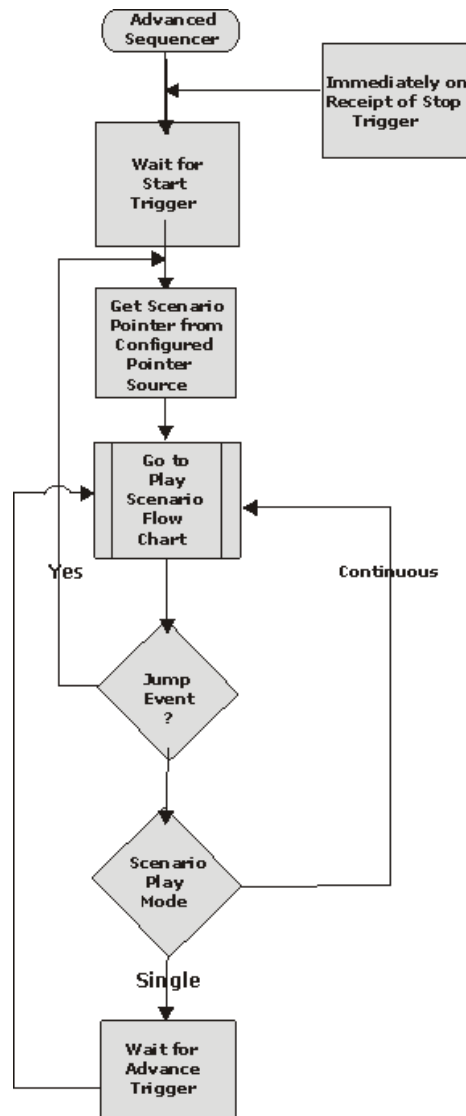 Advanced
Sequencer
Immediately on
Receipt of Stop
Trigger
Wait for
Start
Trigger
Get Scenario
Pointer from
Configured
Pointer
Source
Go to
Play
Scenario
Flow
Chart
Yes
Continuous
Jump
Event
?
Scenario
Play
Mode
Single
Wait for
Advance
Trigger